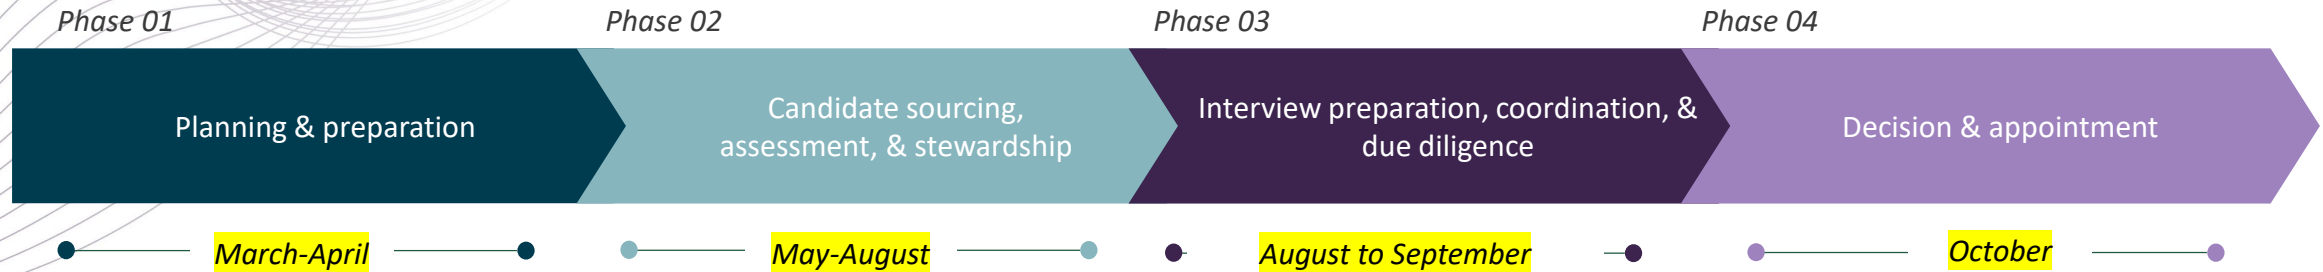 Phase 01
Phase 02
Phase 03
Phase 04
Planning & preparation
Candidate sourcing,
assessment, & stewardship
Interview preparation, coordination, &
due diligence
Decision & appointment
March-April
May-August
August to September
October